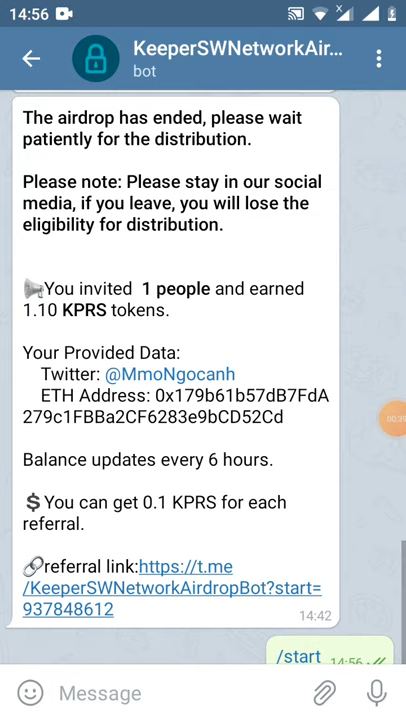 14:56
KeeperSWNetworkAir...
bot
The airdrop has ended, please wait
patiently for the distribution.
Please note: Please stay in our social
media, if you leave, you will lose the
eligibility for distribution.
You invited 1 people and earned
1.10 KPRS tokens.
Your Provided Data:
Twitter: @MmoNgocanh
ETH Address: 0x179b61b57dB7FdA
279c1FBBa2CF6283e9bCD52Cd
Balance updates every 6 hours.
$You can get 0.1 KPRS for each
referral.
referral link:https://t.me
/KeeperSWNetworkAirdropBot?start=
937848612
14:42
/start 14:56
Message